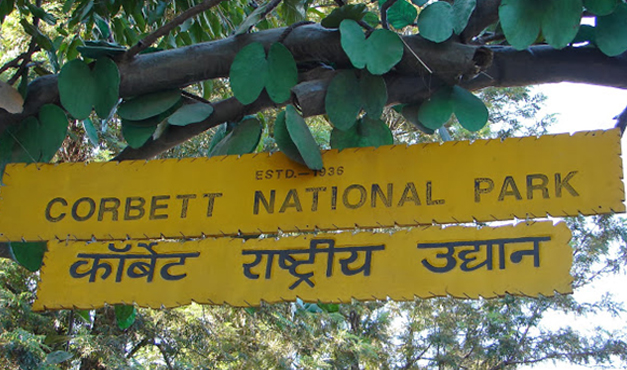 ESTD.—1936
CORBETT NATIONAL PARK
कॉर्बेट राष्ट्रीय उद्यान